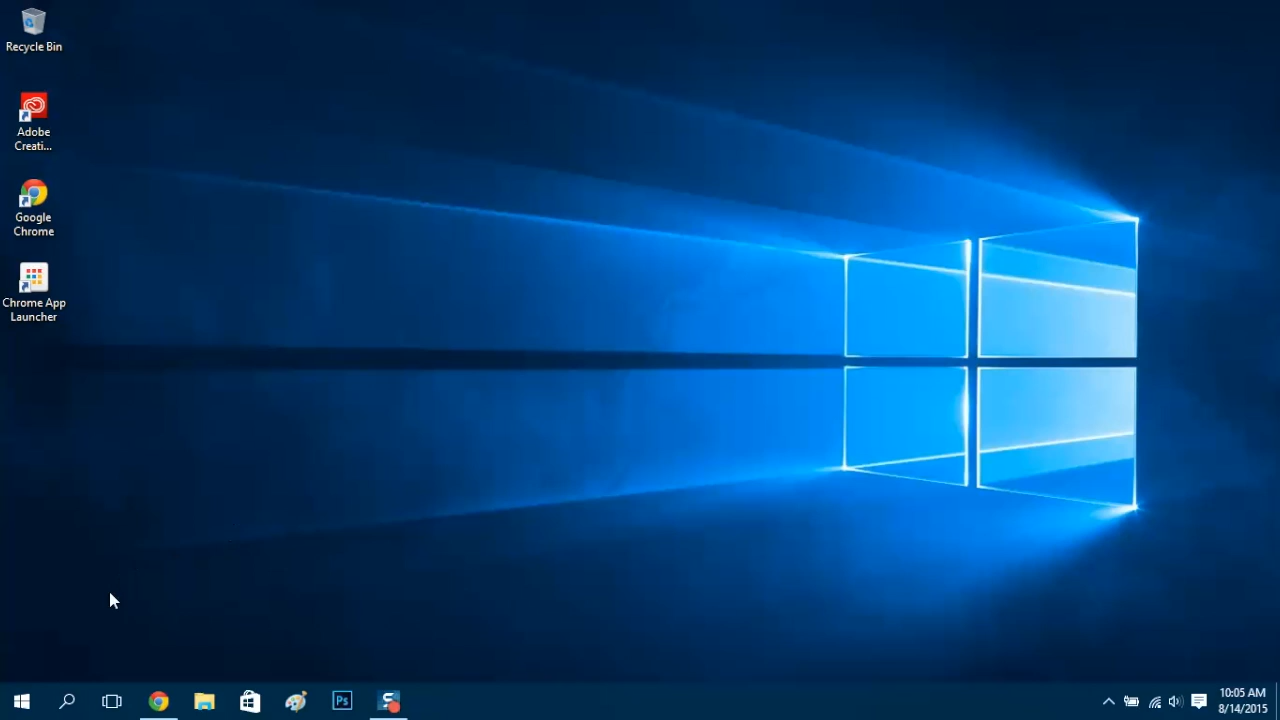 Recycle Bin
Adobe
Creati...
Google
Chrome
Chrome App
Launcher
Ps
S
10:05 AM
8/14/2015